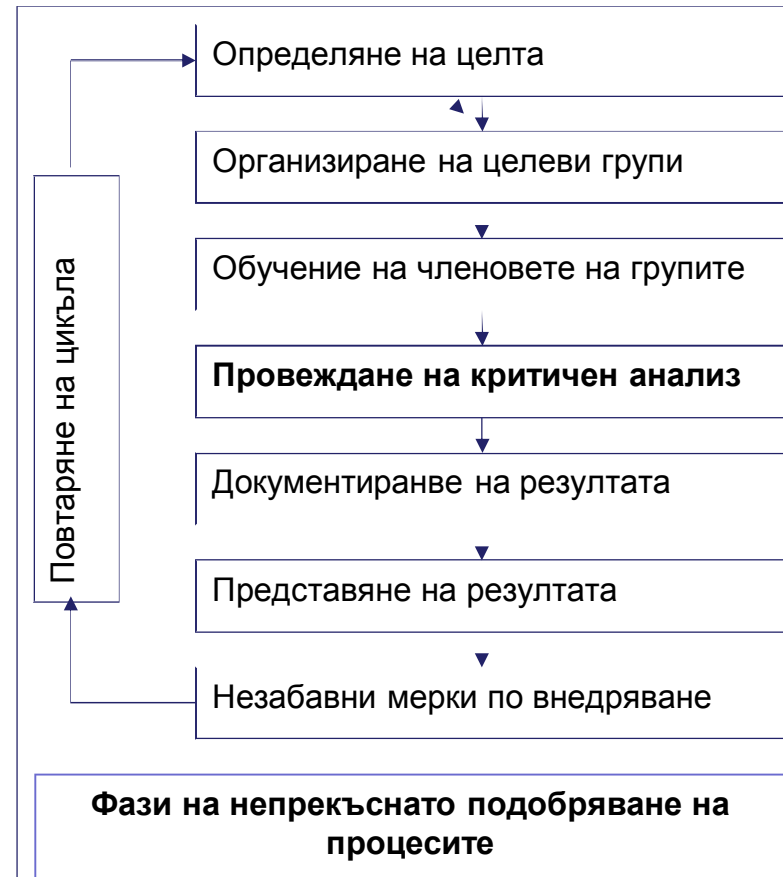 Определяне на целта
Организиране на целеви групи
Обучение на членовете на групите
Провеждане на критичен анализ
Документиранве на резултата
Представяне на резултата
Незабавни мерки по внедряване
Повтаряне на цикъла
Фази на непрекъснато подобряване на
процесите